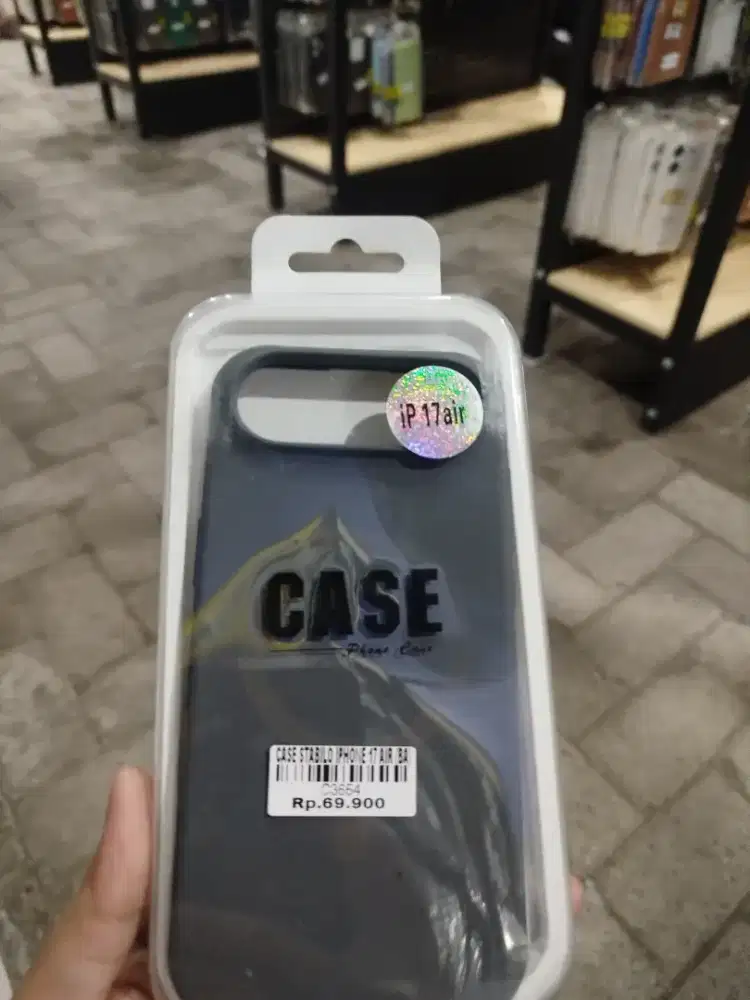 iP 17air
CASE
Phone Case
CASE STABILO IPHONE 17 AIR BA
C3654
Rp.69.900